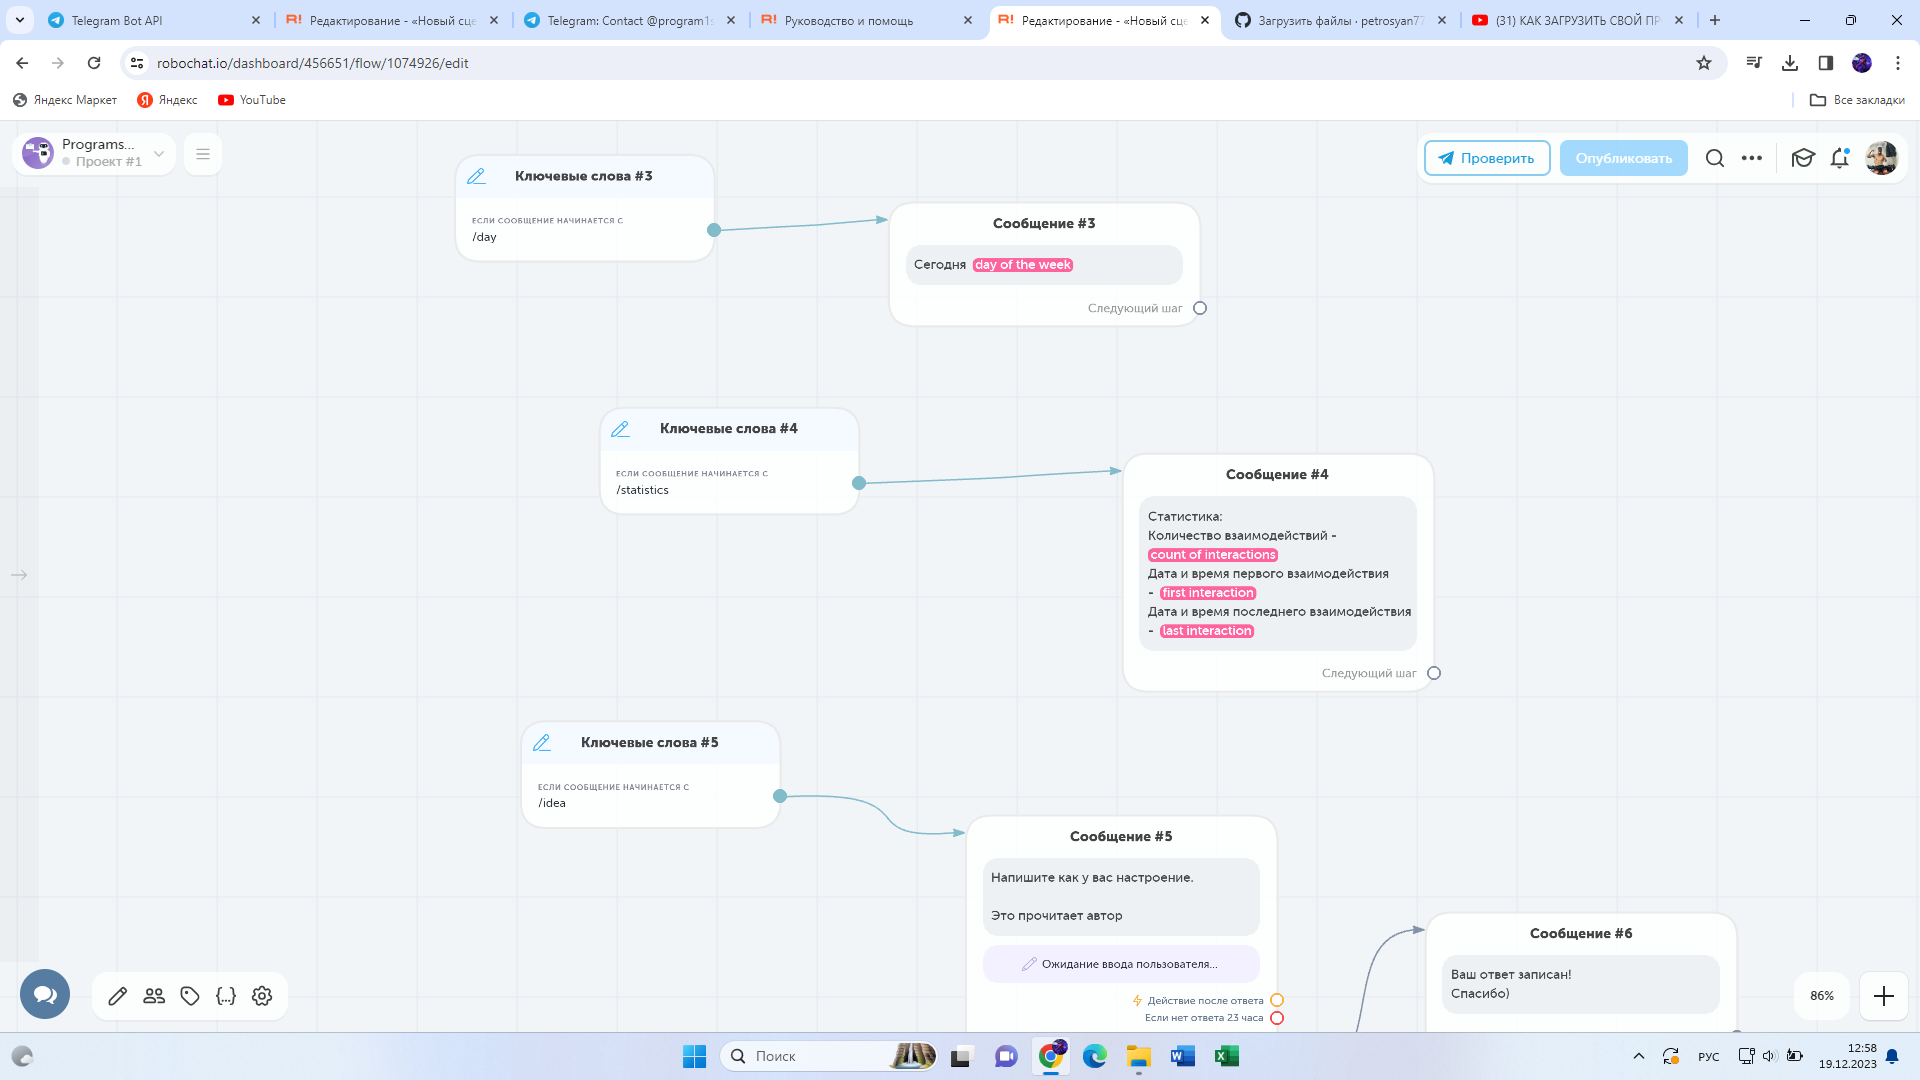 Telegram Bot API
Редактирование - «Новый сце
Telegram: Contact @program1s
Руководство и помощь
Редактирование - «Новый сце
Загрузить файлы · petrosyan77
(31) КАК ЗАГРУЗИТЬ СВОЙ ПР
robochat.io/dashboard/456651/flow/1074926/edit
Яндекс Маркет
Яндекс
YouTube
Все закладки
Programs...
Проект #1
Проверить
Опубликовать
Ключевые слова #3
ЕСЛИ СООБЩЕНИЕ НАЧИНАЕТСЯ С
/day
Сообщение #3
Сегодня day of the week
Следующий шаг
Ключевые слова #4
ЕСЛИ СООБЩЕНИЕ НАЧИНАЕТСЯ С
/statistics
Сообщение #4
Статистика:
Количество взаимодействий -
count of interactions
Дата и время первого взаимодействия
- first interaction
Дата и время последнего взаимодействия
- last interaction
Следующий шаг
Ключевые слова #5
ЕСЛИ СООБЩЕНИЕ НАЧИНАЕТСЯ С
/idea
Сообщение #5
Напишите как у вас настроение.
Это прочитает автор
Ожидание ввода пользователя...
Действие после ответа
Если нет ответа 23 часа
Сообщение #6
Ваш ответ записан!
Спасибо)
86%
Поиск
РУС
12:58
19.12.2023